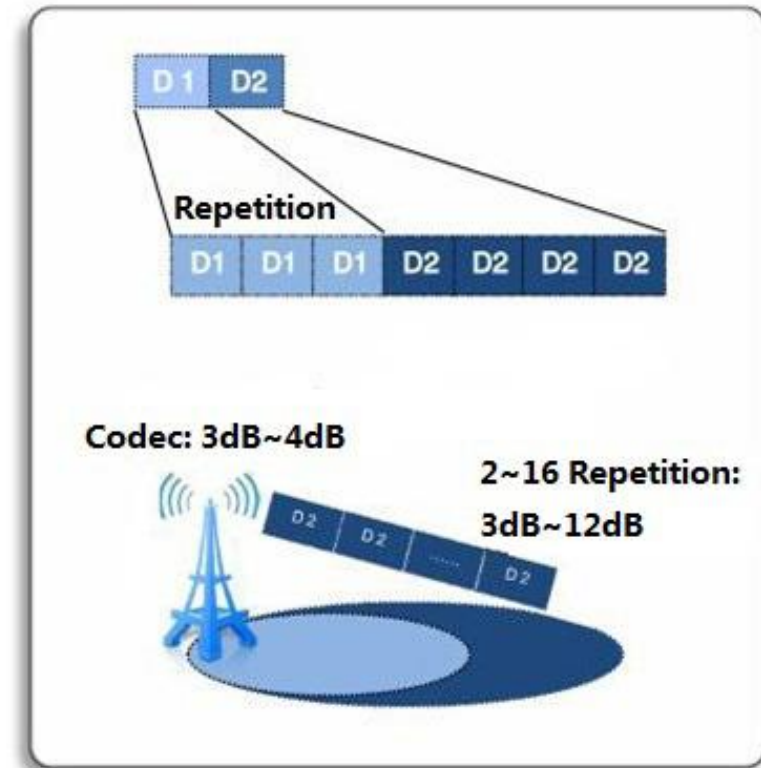 D 1 D2
Repetition
D1 D1 D1 D2 D2 D2 D2
Codec: 3dB~4dB
2~16 Repetition:
3dB~12dB
D2 D2 ...... D2